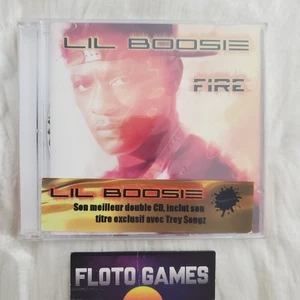 LIL BOOSIE
FIRE
LIL BOOSIE
Son meilleur double CD, inclut son
titre exclusif avec Trey Songz
FLOTO GAMES